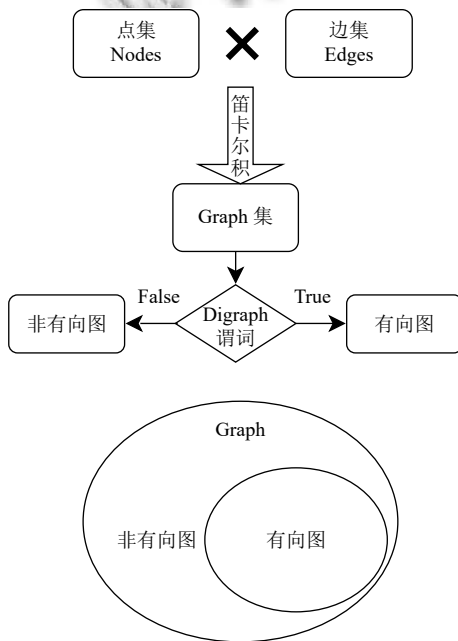 点集
Nodes
边集
Edges
笛
卡
尔
积
Graph 集
False
True
非有向图
Digraph
谓词
有向图
Graph
非有向图
有向图